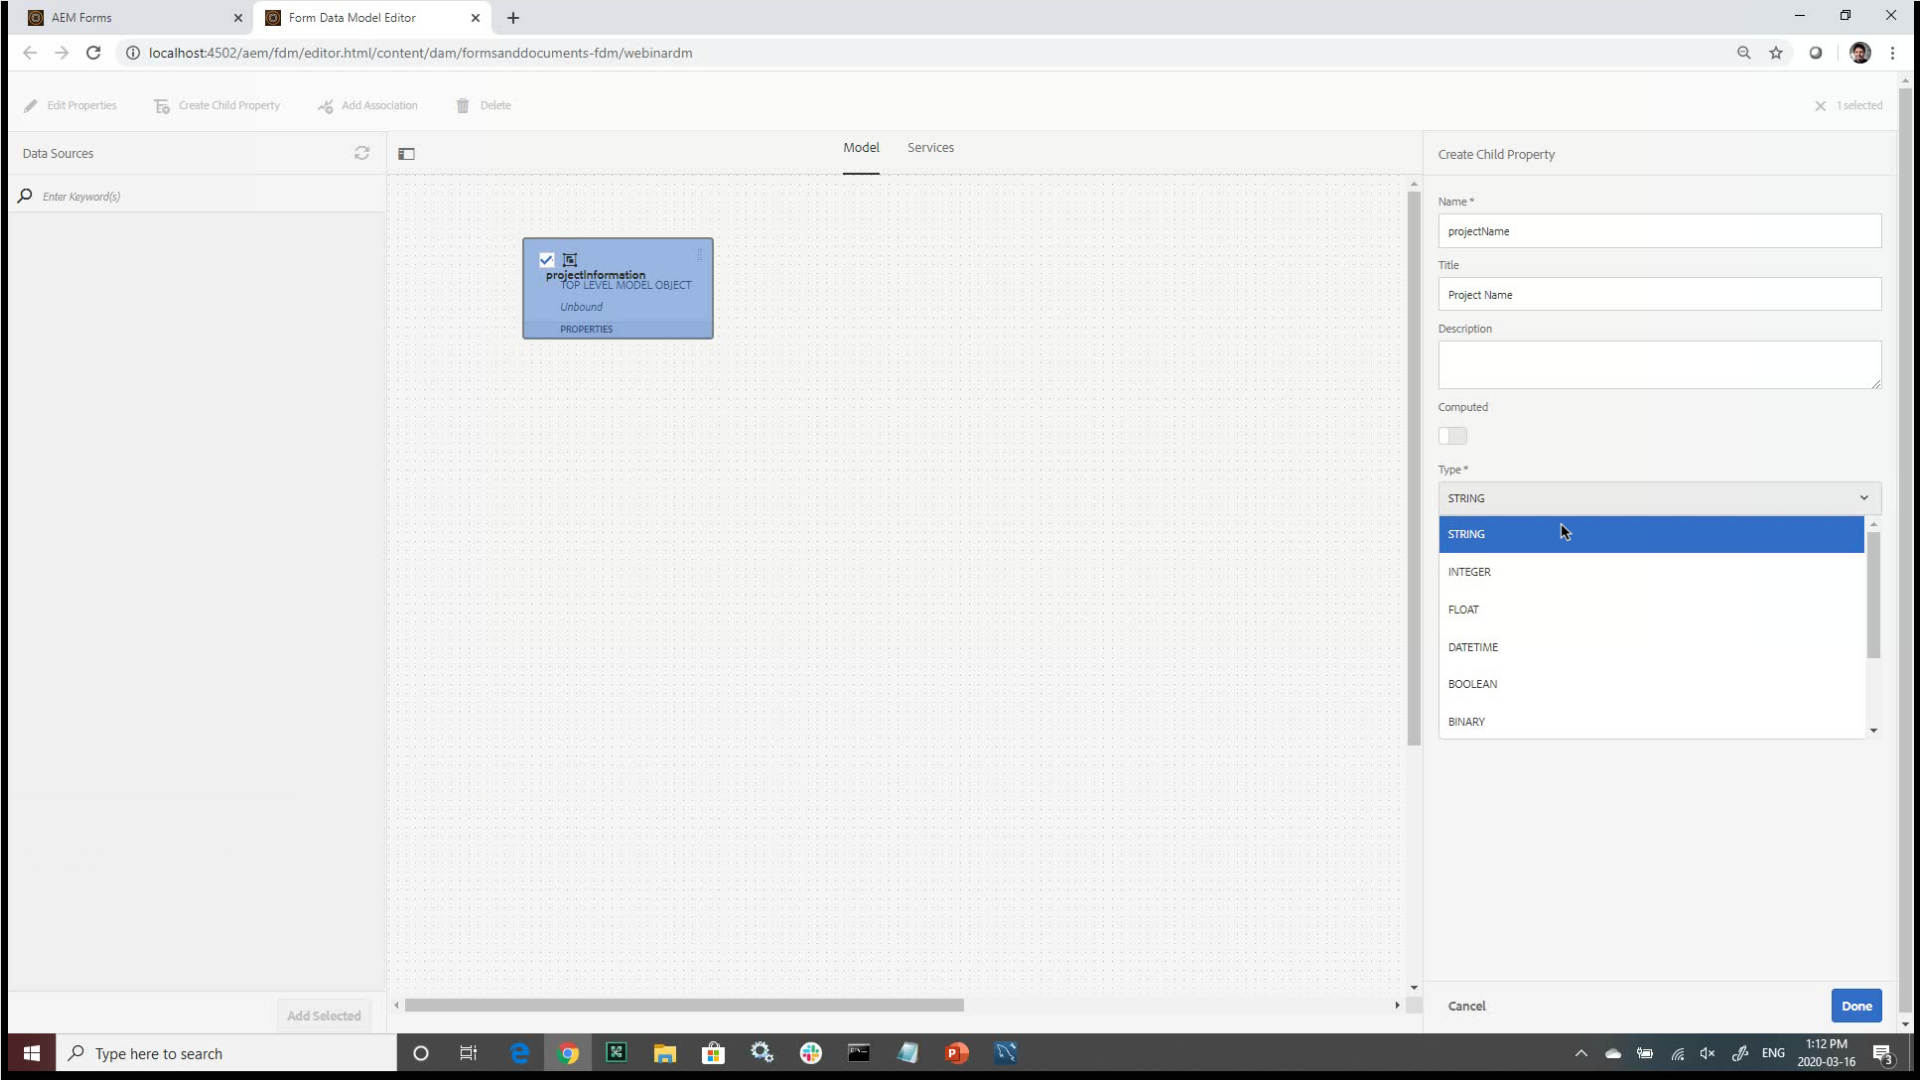 AEM Forms
Form Data Model Editor
localhost:4502/aem/fdm/editor.html/content/dam/formsanddocuments-fdm/webinardm
Edit Properties
Create Child Property
Add Association
Delete
1 selected
Data Sources
Model
Services
Create Child Property
Enter Keyword(s)
Name *
projectName
projectInformation
TOP LEVEL MODEL OBJECT
Unbound
PROPERTIES
Title
Project Name
Description
Computed
Type *
STRING
STRING
INTEGER
FLOAT
DATETIME
BOOLEAN
BINARY
Add Selected
Cancel
Done
Type here to search
ENG
1:12 PM
2020-03-16
3